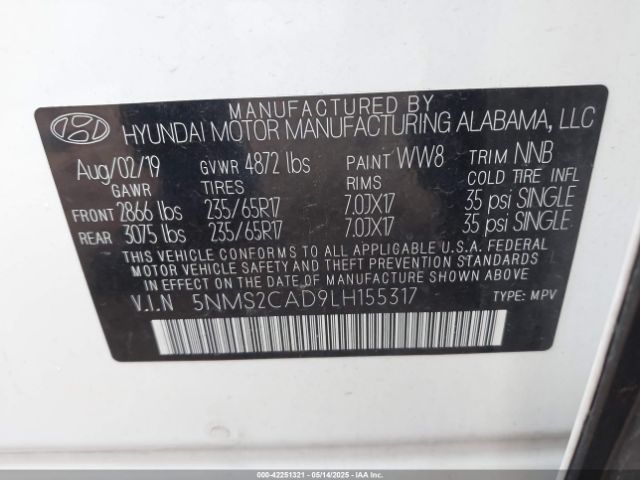 MANUFACTURED BY
HYUNDAI MOTOR MANUFACTURING ALABAMA, LLC
Aug/02/19 GVWR 4872 lbs PAINT WW8 TRIM NNB
GAWR TIRES RIMS COLD TIRE INFL
FRONT 2866 lbs 235/65R17 7.0JX17 35 psi SINGLE
REAR 3075 lbs 235/65R17 7.0JX17 35 psi SINGLE
THIS VEHICLE CONFORMS TO ALL APPLICABLE U.S.A. FEDERAL
MOTOR VEHICLE SAFETY BUMPER, AND THEFT PREVENTION STANDARDS
IN EFFECT ON THE DATE OF MANUFACTURE SHOWN ABOVE.
V.I.N 5NMS2CAD9LH155317 TYPE: MPV
000-42251321 - 05/14/2025 - IAA Inc.